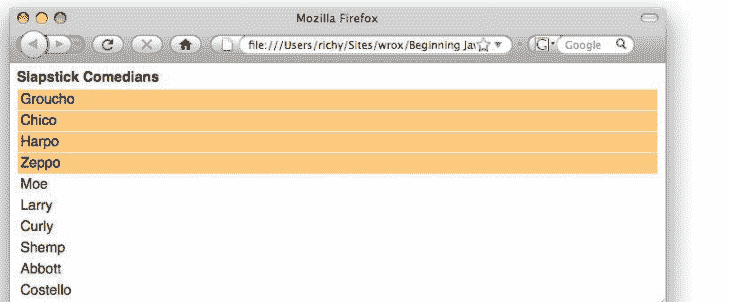 Mozilla Firefox
file:///Users/richy/Sites/wrox/Beginning Jav
G
Google
Slapstick Comedians
Groucho
Chico
Harpo
Zeppo
Moe
Larry
Curly
Shemp
Abbott
Costello